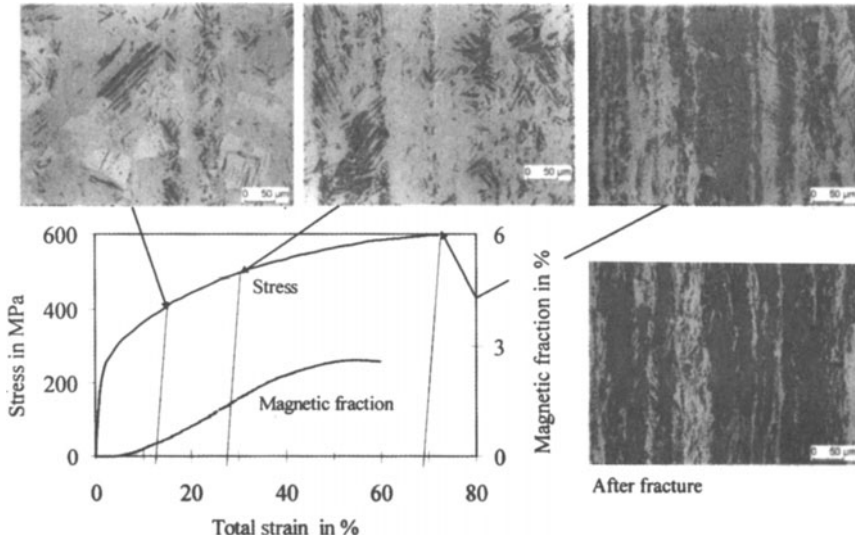 0 50 μm
0 50 μm
0 50 μm
600
400
200
0
Stress in MPa
6
3
0
Magnetic fraction in %
Stress
Magnetic fraction
0 20 40 60 80
Total strain in %
0 50 μm
After fracture